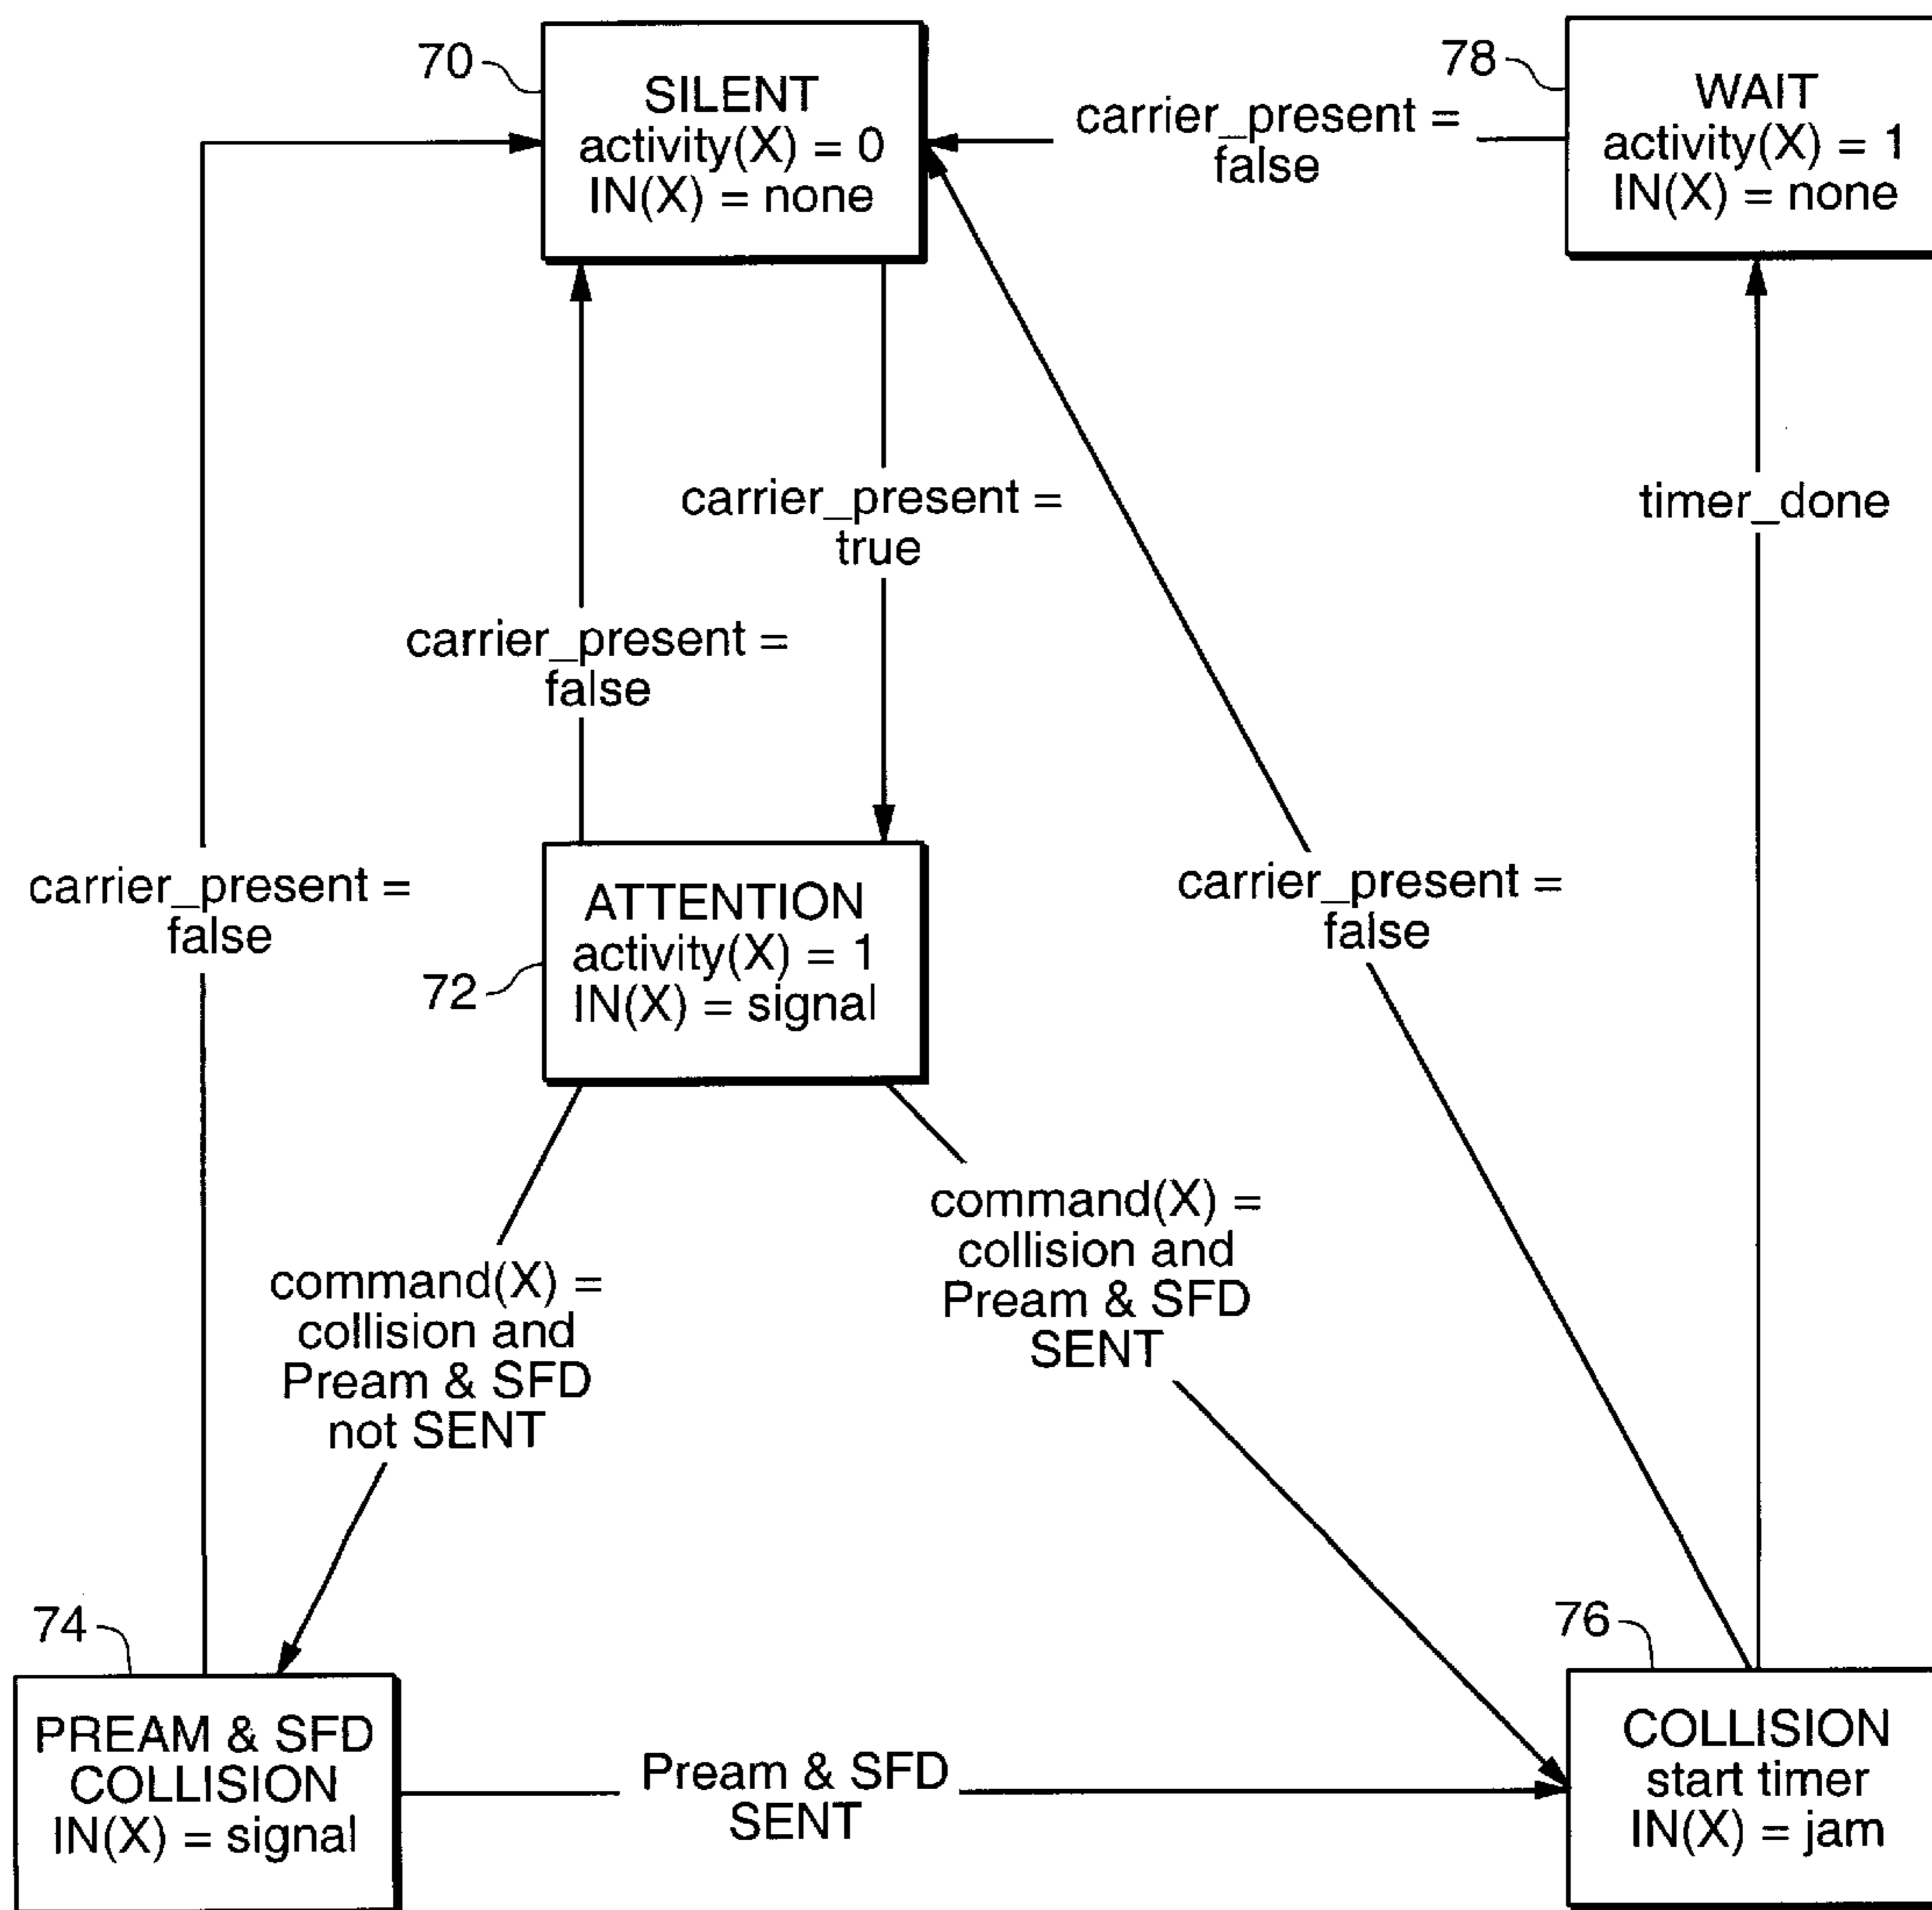 70
SILENT
activity(X) = 0
IN(X) = none
carrier_present =
false
78
WAIT
activity(X) = 1
IN(X) = none
carrier_present =
true
timer_done
carrier_present =
false
carrier_present =
false
72
ATTENTION
activity(X) = 1
IN(X) = signal
carrier_present =
false
command(X) =
collision and
Pream & SFD
not SENT
command(X) =
collision and
Pream & SFD
SENT
74
PREAM & SFD
COLLISION
IN(X) = signal
Pream & SFD
SENT
76
COLLISION
start timer
IN(X) = jam